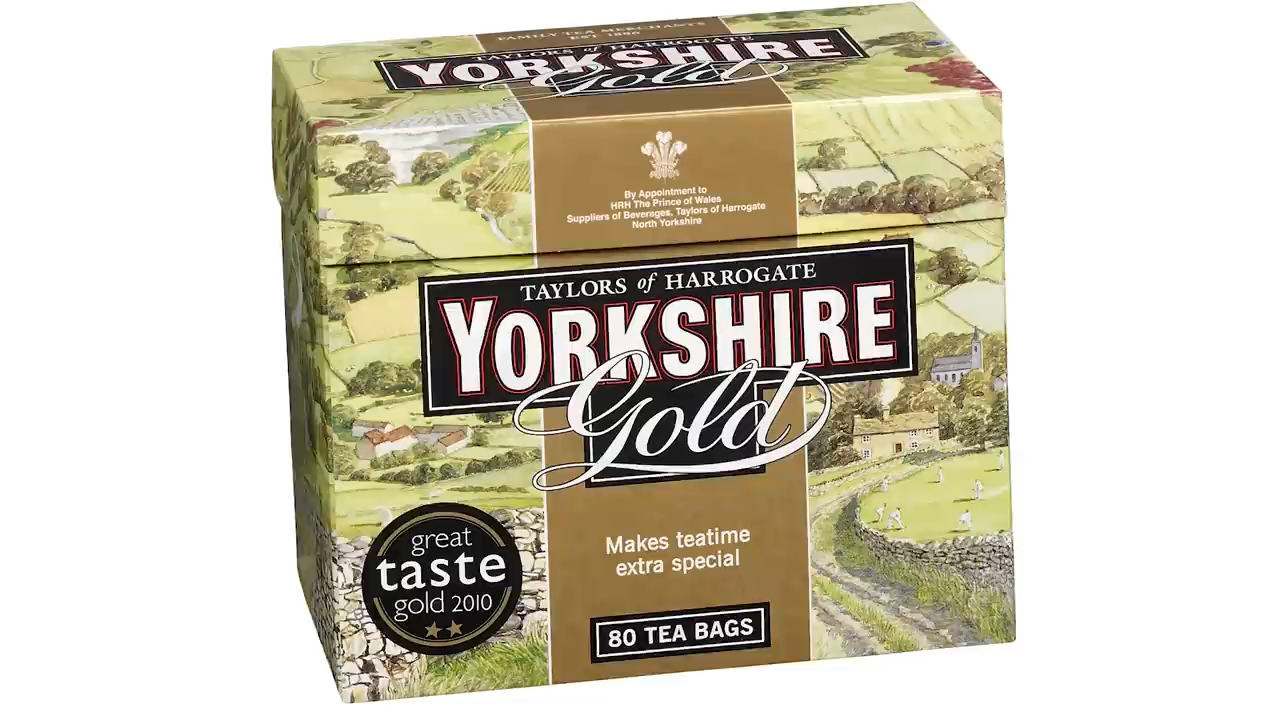 FAMILY TEA MERCHANTS
EST 1886
TAYLORS of HARROGATE
YORKSHIRE
Gold
By Appointment to
HRH The Prince of Wales
Suppliers of Beverages, Taylors of Harrogate
North Yorkshire
TAYLORS of HARROGATE
YORKSHIRE
Gold
Makes teatime
extra special
80 TEA BAGS
great
taste
gold 2010